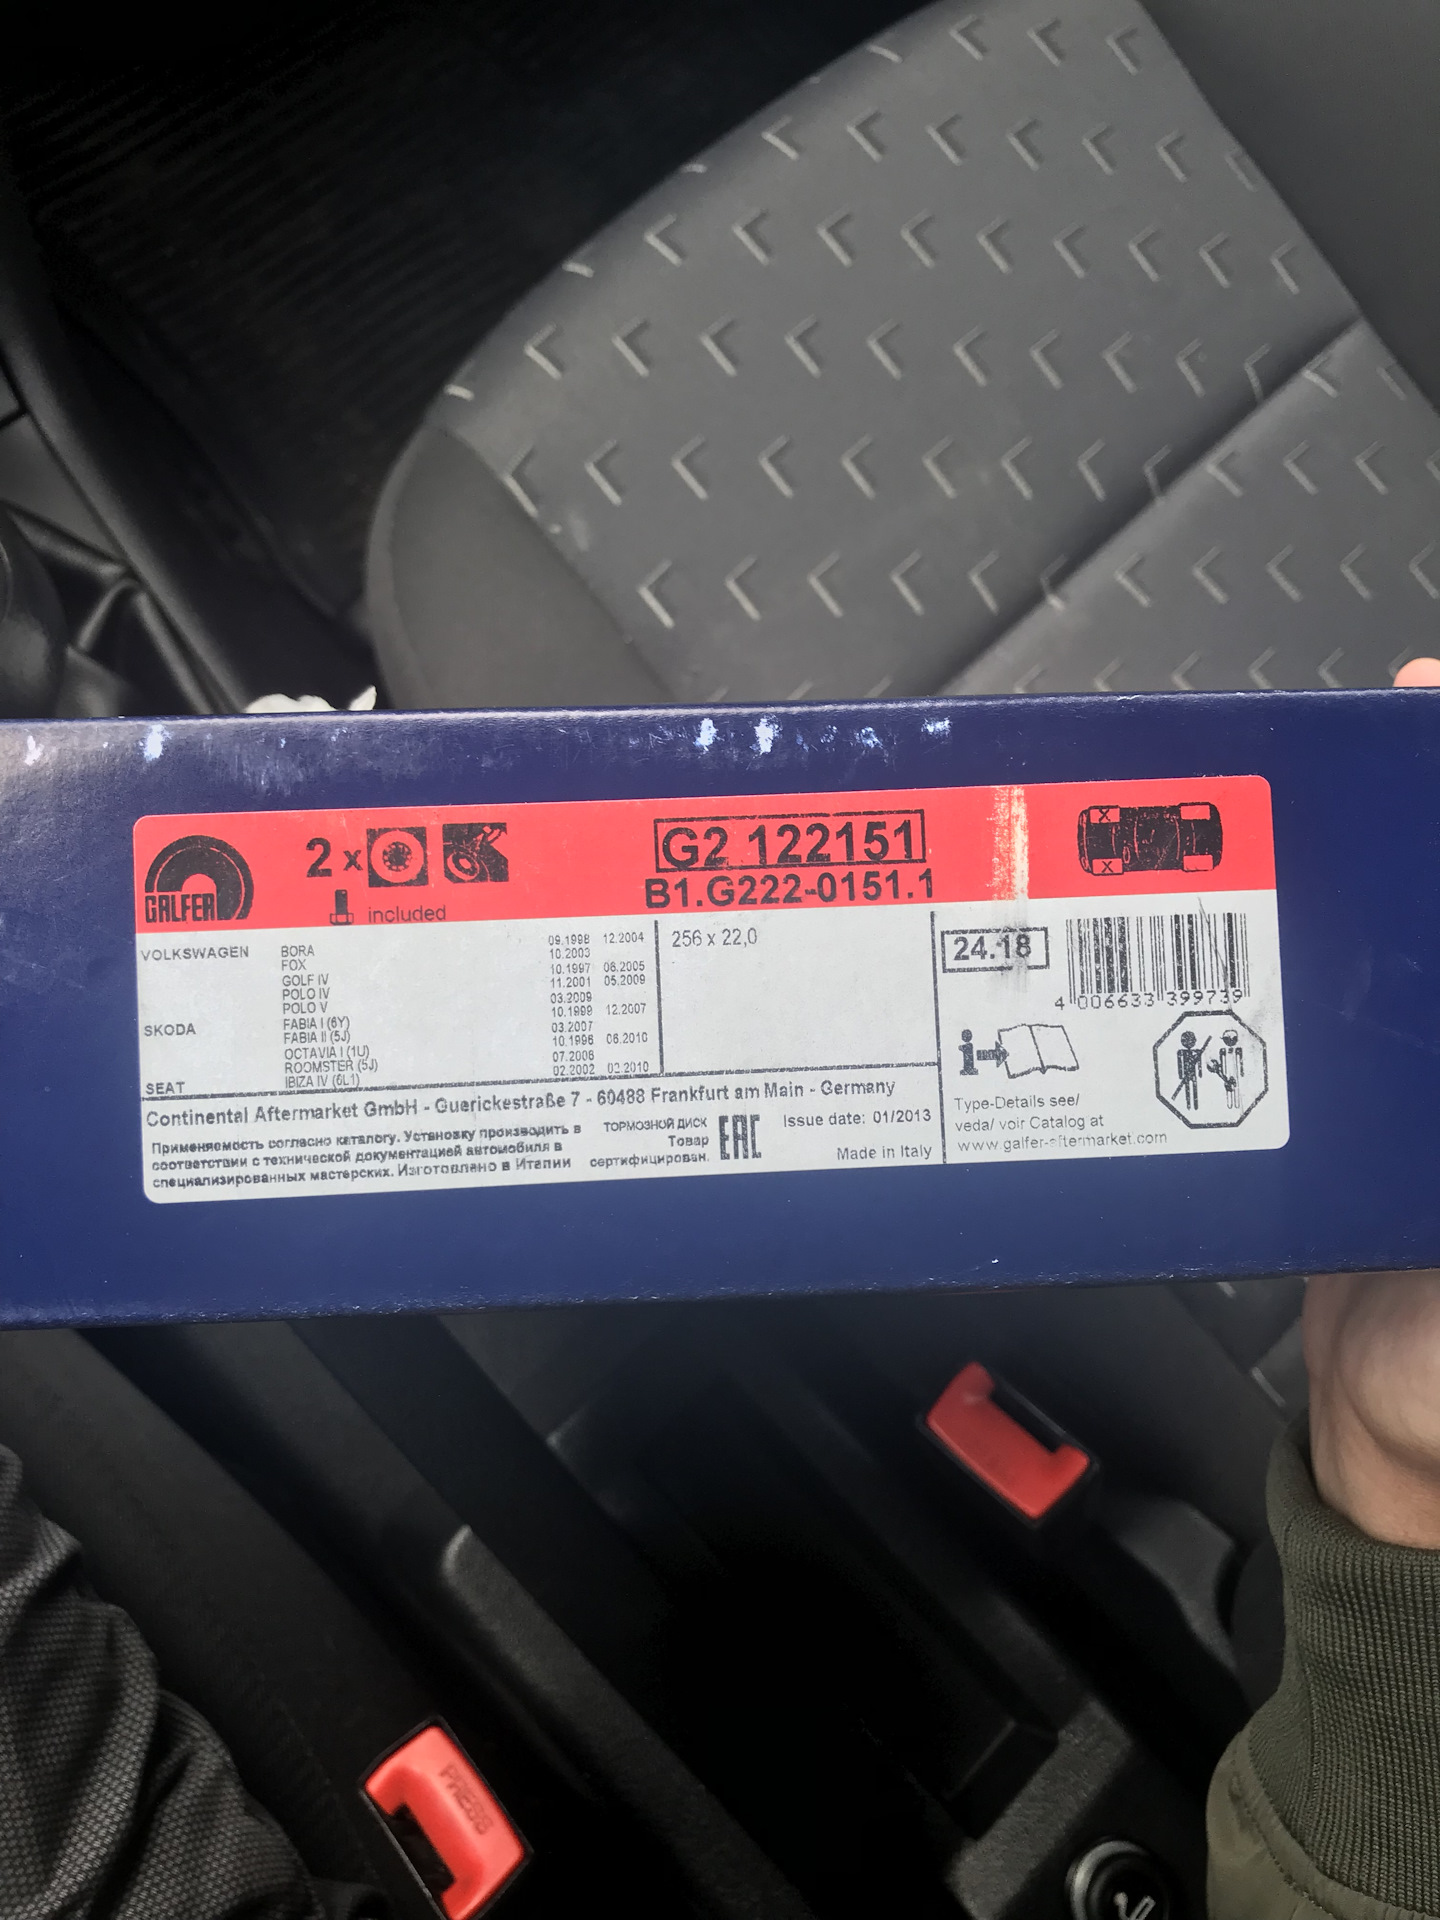 GALFER
2 x
included
G2 122151
B1.G222-0151.1
VOLKSWAGEN
BORA
FOX
GOLF IV
POLO IV
POLO V
SKODA
FABIA I (6Y)
FABIA II (5J)
OCTAVIA I (1U)
ROOMSTER (5J)
SEAT
IBIZA IV (6L1)
09.1998 12.2004
10.2003
10.1997 06.2005
11.2001 05.2009
03.2009
10.1999 12.2007
03.2007
10.1996 06.2010
07.2006
02.2002 02.2010
256 x 22,0
24.18
4 006633 399739
Continental Aftermarket GmbH - Guerickestraße 7 - 60488 Frankfurt am Main - Germany
Применяемость согласно каталогу. Установку производить в
соответствии с технической документацией автомобиля в
специализированных мастерских. Изготовлено в Италии
ТОРМОЗНОЙ ДИСК
Товар
сертифицирован.
EAC
Issue date: 01/2013
Made in Italy
Type-Details see/
veda/ voir Catalog at
www.galfer-aftermarket.com
PRESS